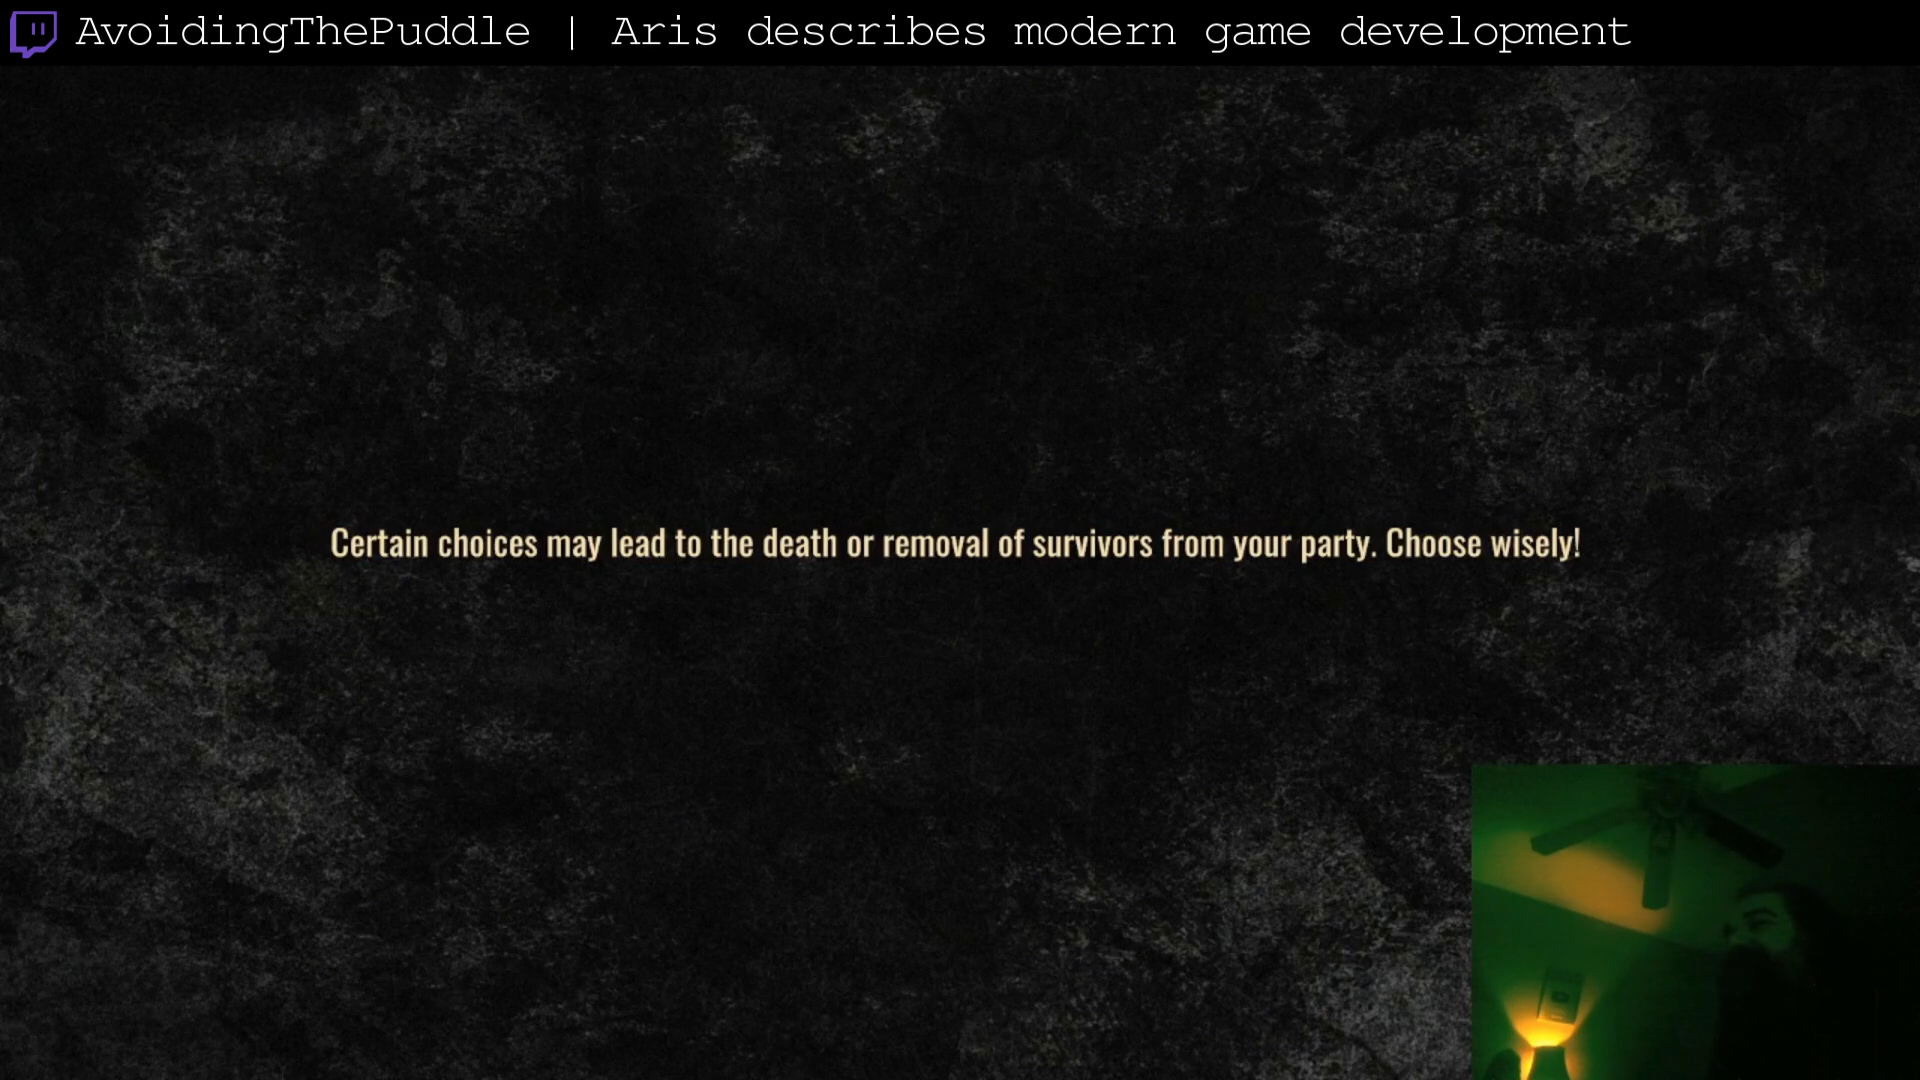 AvoidingThePuddle | Aris describes modern game development
Certain choices may lead to the death or removal of survivors from your party. Choose wisely!